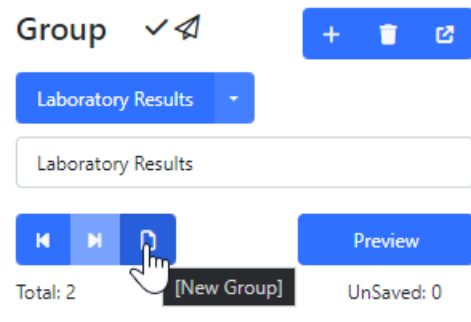 Group
Laboratory Results
Laboratory Results
Preview
[New Group]
Total: 2
UnSaved: 0